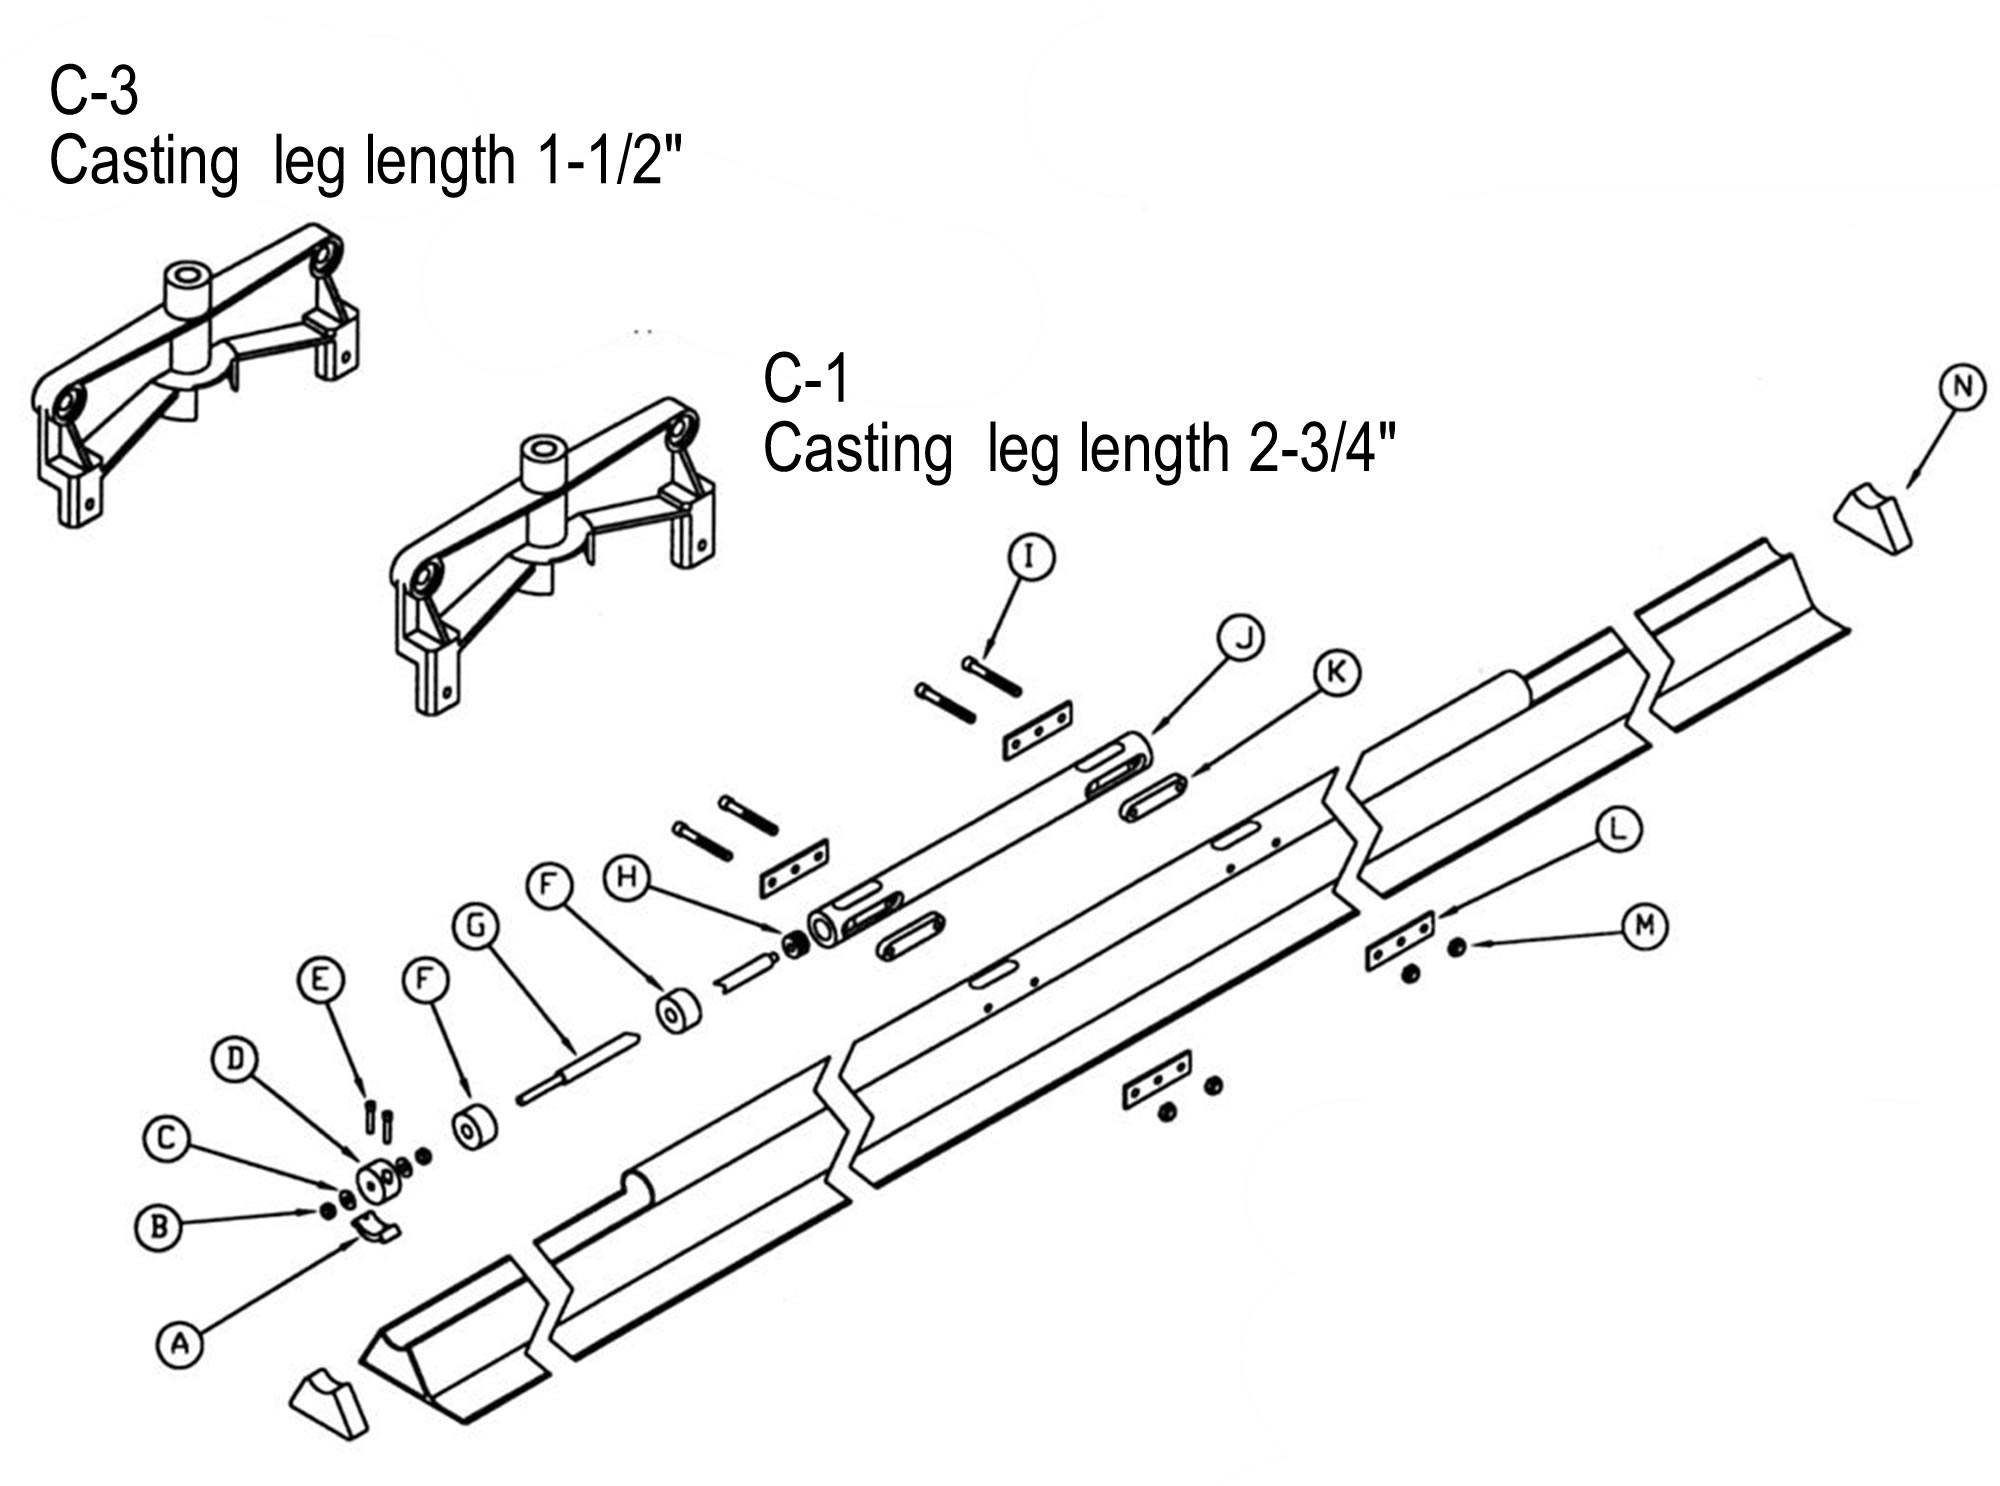 C-3
Casting leg length 1-1/2"
C-1
Casting leg length 2-3/4"
N
I
J
K
L
F
H
M
G
E
F
D
C
B
A